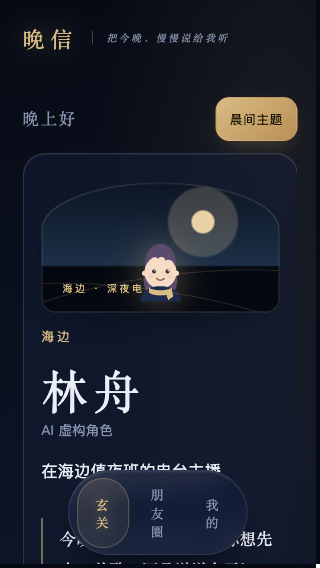 晚信
把今晚，慢慢说给我听
晚上好
晨间主题
海边 · 深夜电
海边
林舟
AI 虚构角色
在海边值夜班的电台主播
玄关
朋友圈
我的
想先